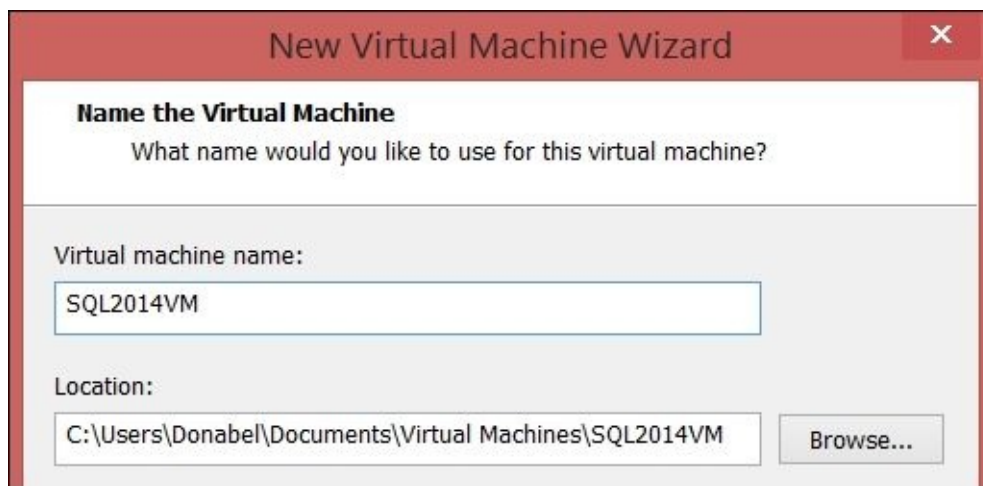 New Virtual Machine Wizard
Name the Virtual Machine
What name would you like to use for this virtual machine?
Virtual machine name:
SQL2014VM
Location:
C:\Users\Donabel\Documents\Virtual Machines\SQL2014VM
Browse...